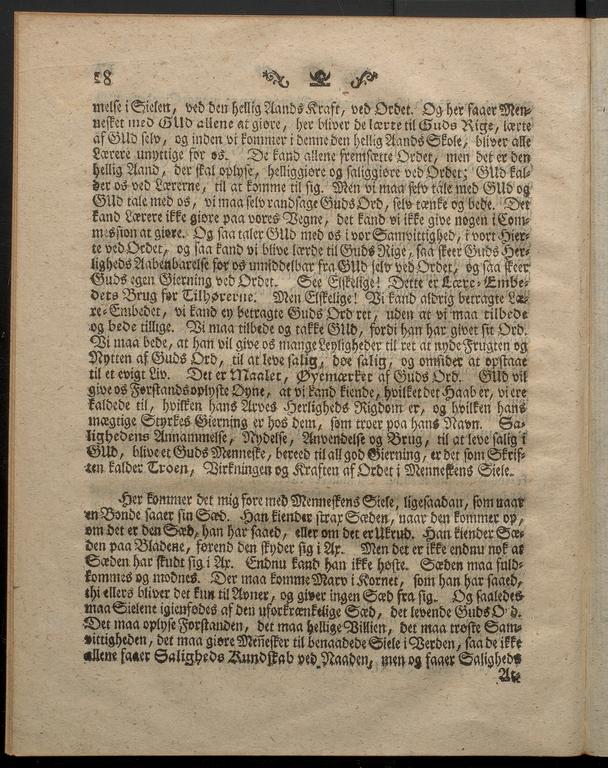 28
melse i Sielen, ved den hellig Aands Kraft, ved Ordet. Og her faaer Men-
nesket med GUd allene at giøre, her bliver de lærte til Guds Rige, lærte
af GUd selv, og inden vi kommer i denne den hellig Aands Skole, bliver alle
Lærere unyttige for os. De kand allene fremsætte Ordet, men det er den
hellig Aand, der skal oplyse, helliggiøre og saliggiøre ved Ordet; GUd kal-
der os ved Lærerne, til at komme til sig. Men vi maa selv tale med GUd og
GUd tale med os, vi maa selv randsage Guds Ord, selv tænke og bede. Det
kand Lærere ikke giøre paa vores Vegne, det kand vi ikke give nogen i Com-
mission at giøre. Og saa taler GUd med os i vor Samvittighed, i vort Hier-
te ved Ordet, og saa kand vi blive lærde til Guds Rige, saa skeer Guds Her-
ligheds Aabenbarelse for os umiddelbar fra GUd selv ved Ordet, og saa skeer
Guds egen Gierning ved Ordet. See Elskelige! Dette er Lære-Embe-
dets Brug for Tilhørerne. Men Elskelige! Vi kand aldrig betragte Læ-
re-Embedet, vi kand ey betragte Guds Ord ret, uden at vi maa tilbede
og bede tillige. Vi maa tilbede og takke GUd, fordi han har givet sit Ord.
Vi maa bede, at han vil give os mange Leyligheder til ret at nyde Frugten og
Nytten af Guds Ord, til at leve salig, døe salig, og omsider at opstaae
til et evigt Liv. Det er Maalet, Øyemærket af Guds Ord. GUd vil
give os Forstands oplyste Øyne, at vi kand kiende, hvilket det Haab er, vi ere
kaldede til, hvilken hans Arves Herligheds Rigdom er, og hvilken hans
mægtige Styrkes Gierning er hos dem, som troer paa hans Navn. Sa-
lighedens Annammelse, Nydelse, Anvendelse og Brug, til at leve salig i
GUd, blive et Guds Menneske, bereed til all god Gierning, er det som Skrif-
ten kalder Troen, Virkningen og Kraften af Ordet i Menneskens Siele.
Her kommer det mig fore med Menneskens Siele, ligesaadan, som naar
en Bonde saaer sin Sæd. Han kiender strax Sæden, naar den kommer op,
om det er den Sæd, han har saaed, eller om det er Ukrud. Han kiender Sæ-
den paa Bladene, førend den skyder sig i Ax. Men det er ikke endnu nok at
Sæden har skudt sig i Ax. Endnu kand han ikke høste. Sæden maa fuld-
kommes og modnes. Der maa komme Marv i Kornet, som han har saaed,
thi ellers bliver det kun til Avner, og giver ingen Sæd fra sig. Og saaledes
maa Sielene igienfødes af den uforkrænkelige Sæd, det levende Guds Ord.
Det maa oplyse Forstanden, det maa hellige Villien, det maa trøste Sam-
vittigheden, det maa giøre Meñesker til benaadede Siele i Verden, saa de ikke
allene faaer Saligheds Kundskab ved Naaden, men og faaer Saligheds